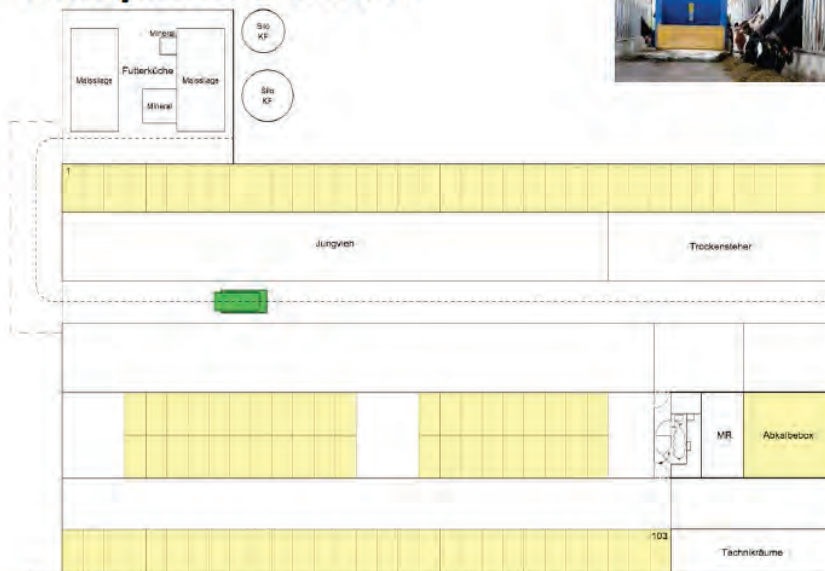 Silo
KF
Mineral
Futterküche
Maissilage
Maissilage
Silo
KF
Mineral
1
Jungvieh
Trockensteher
MR
Abkalbebox
103
Technikräume